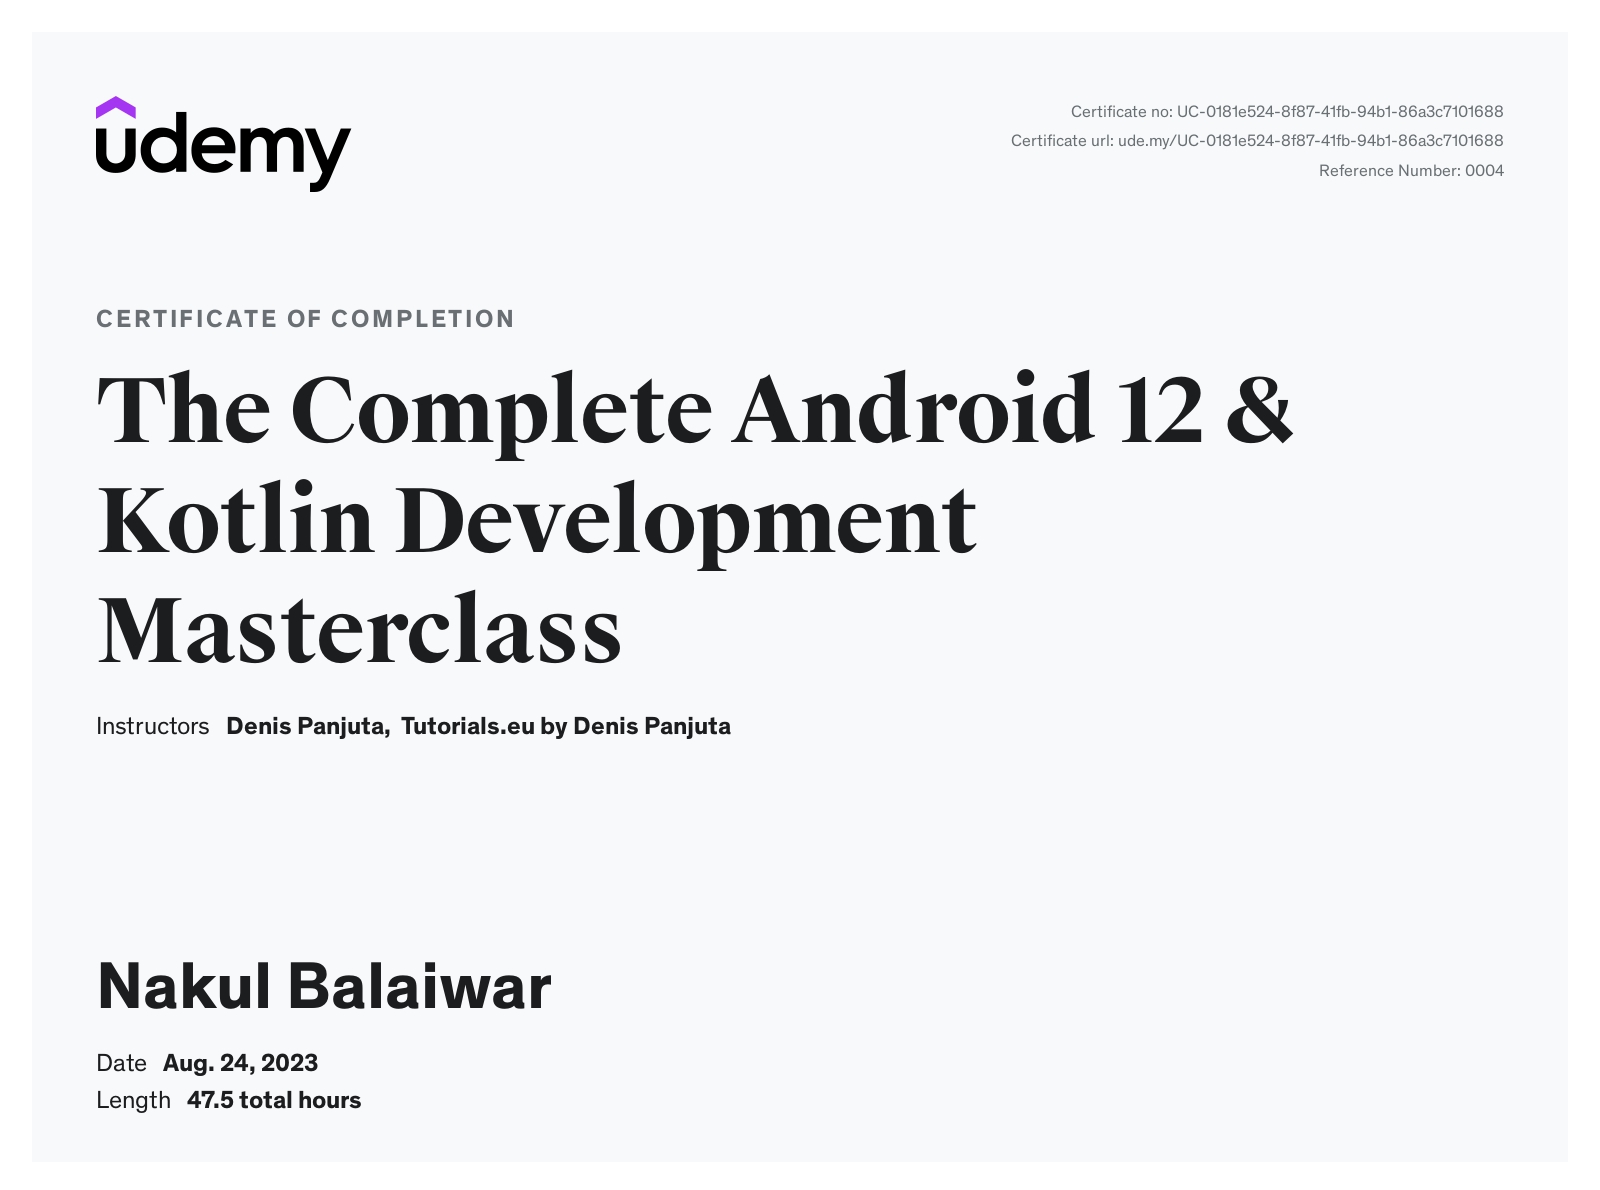 udemy
Certificate no: UC-0181e524-8f87-41fb-94b1-86a3c7101688
Certificate url: ude.my/UC-0181e524-8f87-41fb-94b1-86a3c7101688
Reference Number: 0004
CERTIFICATE OF COMPLETION
The Complete Android 12 &
Kotlin Development
Masterclass
Instructors Denis Panjuta, Tutorials.eu by Denis Panjuta
Nakul Balaiwar
Date Aug. 24, 2023
Length 47.5 total hours